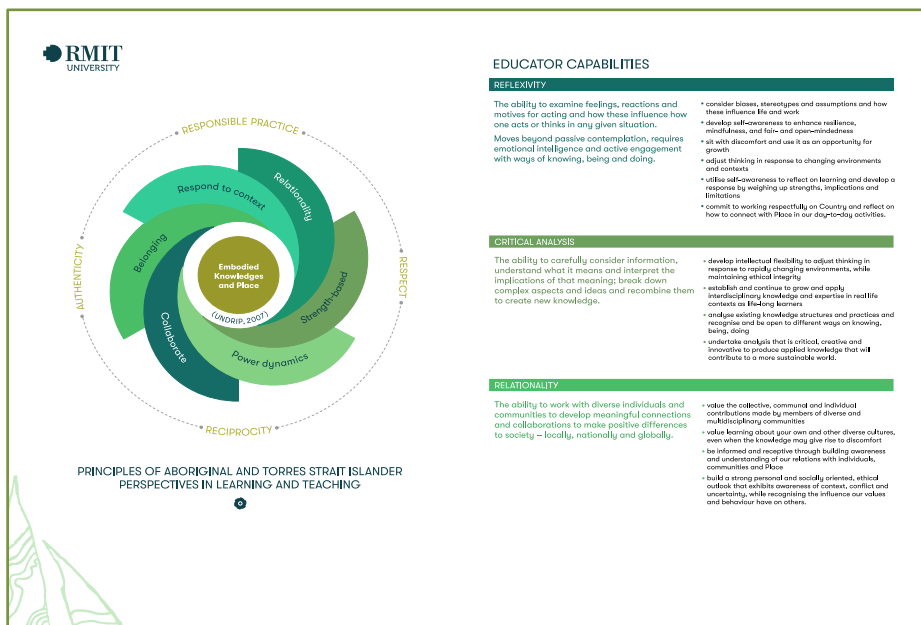 RMIT
UNIVERSITY
RESPONSIBLE PRACTICE
AUTHENTICITY
RESPECT
RECIPROCITY
Respond to context
Relationality
Belonging
Strength-based
Collaborate
Power dynamics
Embodied
Knowledges
and Place
(UNDRIP, 2007)
PRINCIPLES OF ABORIGINAL AND TORRES STRAIT ISLANDER
PERSPECTIVES IN LEARNING AND TEACHING
EDUCATOR CAPABILITIES
REFLEXIVITY
The ability to examine feelings, reactions and
motives for acting and how these influence how
one acts or thinks in any given situation.
Moves beyond passive contemplation, requires
emotional intelligence and active engagement
with ways of knowing, being and doing.
• consider biases, stereotypes and assumptions and how
these influence life and work
• develop self-awareness to enhance resilience,
mindfulness, and fair- and open-mindedness
• sit with discomfort and use it as an opportunity for
growth
• adjust thinking in response to changing environments
and contexts
• utilise self-awareness to reflect on learning and develop a
response by weighing up strengths, implications and
limitations
• commit to working respectfully on Country and reflect on
how to connect with Place in our day-to-day activities.
CRITICAL ANALYSIS
The ability to carefully consider information,
understand what it means and interpret the
implications of that meaning; break down
complex aspects and ideas and recombine them
to create new knowledge.
• develop intellectual flexibility to adjust thinking in
response to rapidly changing environments, while
maintaining ethical integrity
• establish and continue to grow and apply
interdisciplinary knowledge and expertise in real life
contexts as life-long learners
• analyse existing knowledge structures and practices and
recognise and be open to different ways on knowing,
being, doing
• undertake analysis that is critical, creative and
innovative to produce applied knowledge that will
contribute to a more sustainable world.
RELATIONALITY
The ability to work with diverse individuals and
communities to develop meaningful connections
and collaborations to make positive differences
to society – locally, nationally and globally.
• value the collective, communal and individual
contributions made by members of diverse and
multidisciplinary communities
• value learning about your own and other diverse cultures,
even when the knowledge may give rise to discomfort
• be informed and receptive through building awareness
and understanding of our relations with individuals,
communities and Place
• build a strong personal and socially oriented, ethical
outlook that exhibits awareness of context, conflict and
uncertainty, while recognising the influence our values
and behaviour have on others.